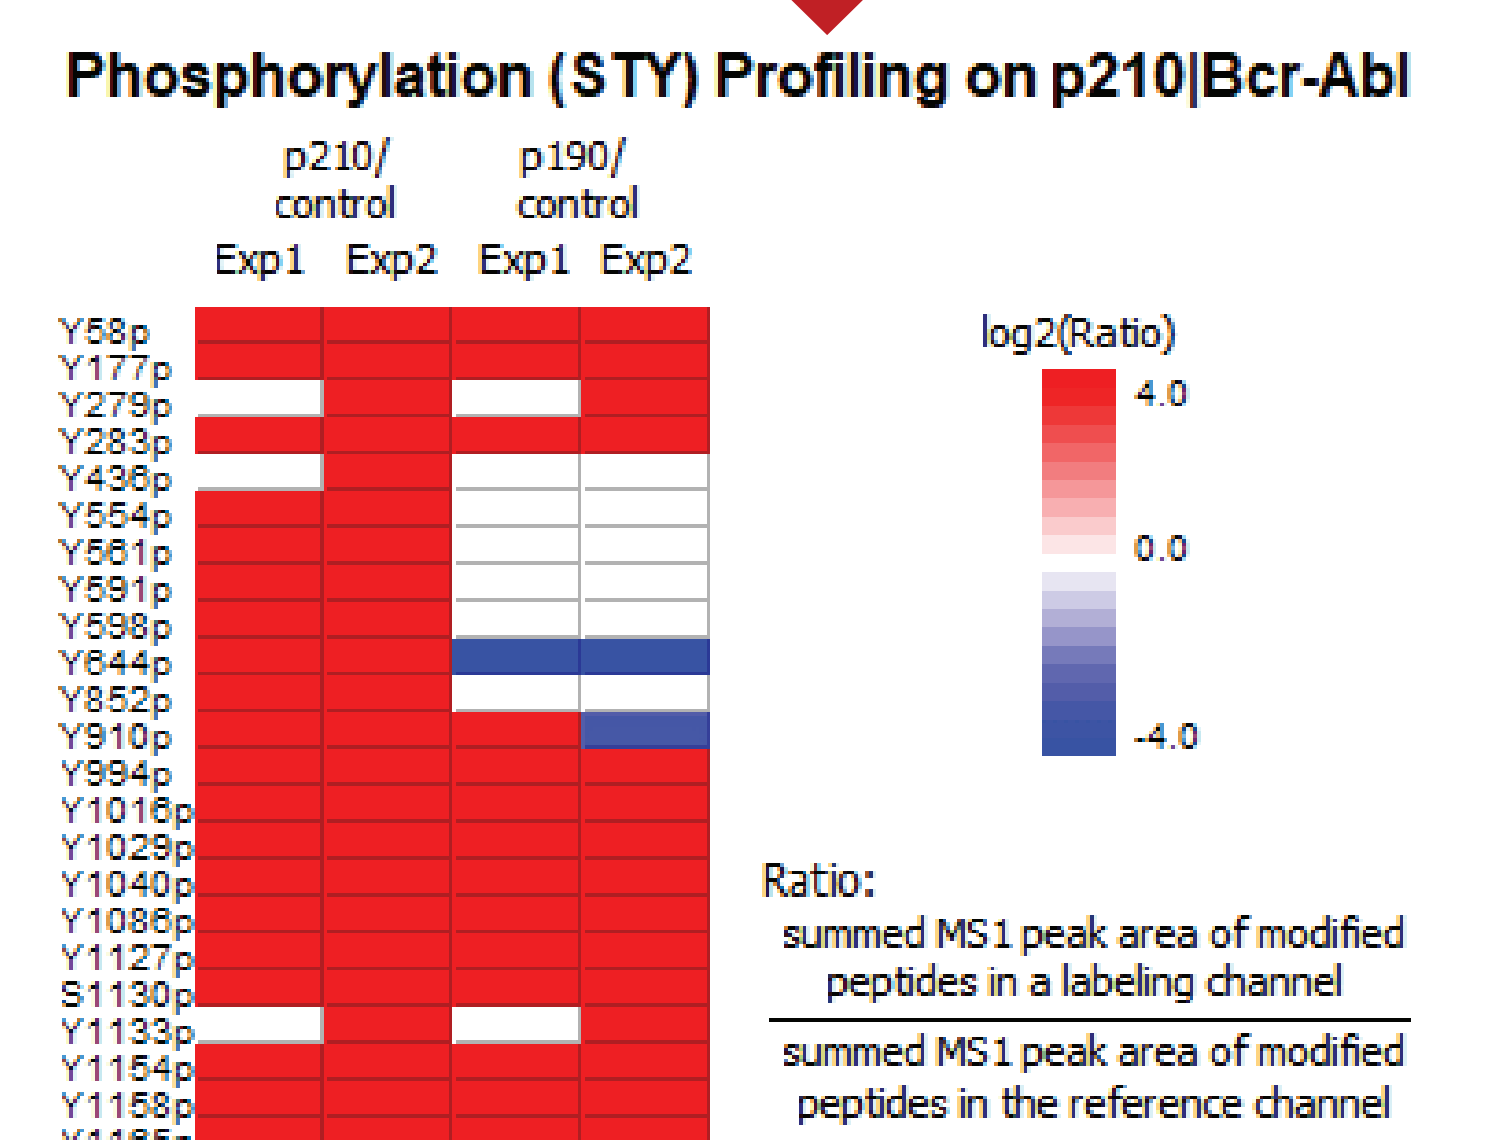 Phosphorylation (STY) Profiling on p210|Bcr-Abl
p210/
control
p190/
control
Exp1 Exp2 Exp1 Exp2
Y58p
Y177p
Y279p
Y283p
Y436p
Y554p
Y561p
Y591p
Y598p
Y644p
Y852p
Y910p
Y994p
Y1016p
Y1029p
Y1040p
Y1086p
Y1127p
S1130p
Y1133p
Y1154p
Y1158p
log2(Ratio)
4.0
0.0
-4.0
Ratio:
summed MS1 peak area of modified
peptides in a labeling channel
summed MS1 peak area of modified
peptides in the reference channel